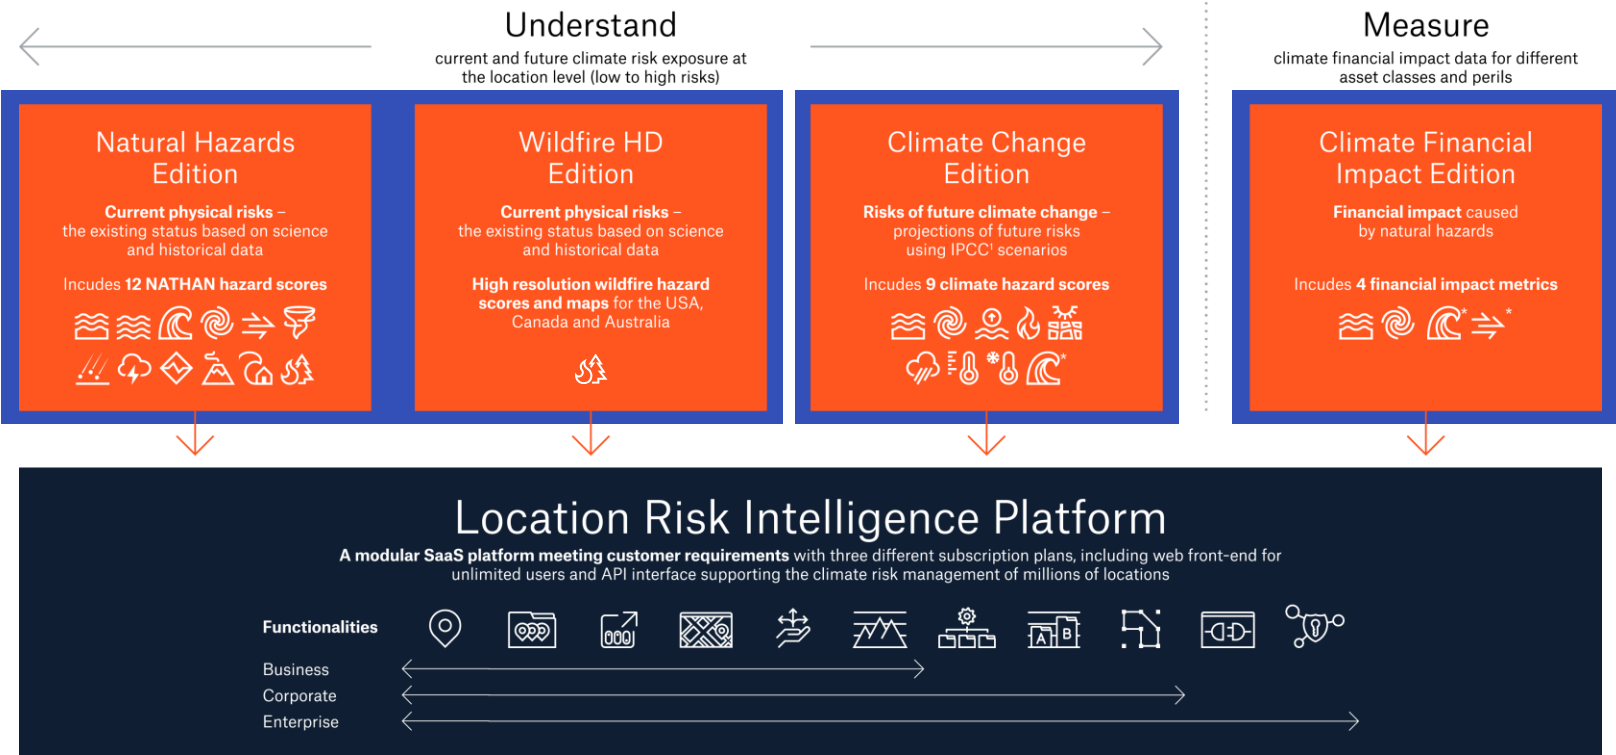 Understand
current and future climate risk exposure at
the location level (low to high risks)
Measure
climate financial impact data for different
asset classes and perils
Natural Hazards
Edition
Current physical risks –
the existing status based on science
and historical data
Incudes 12 NATHAN hazard scores
Wildfire HD
Edition
Current physical risks –
the existing status based on science
and historical data
High resolution wildfire hazard
scores and maps for the USA,
Canada and Australia
Climate Change
Edition
Risks of future climate change –
projections of future risks
using IPCC¹ scenarios
Incudes 9 climate hazard scores
*
Climate Financial
Impact Edition
Financial impact caused
by natural hazards
Incudes 4 financial impact metrics
* *
Location Risk Intelligence Platform
A modular SaaS platform meeting customer requirements with three different subscription plans, including web front-end for
unlimited users and API interface supporting the climate risk management of millions of locations
Functionalities
A B
Business
Corporate
Enterprise